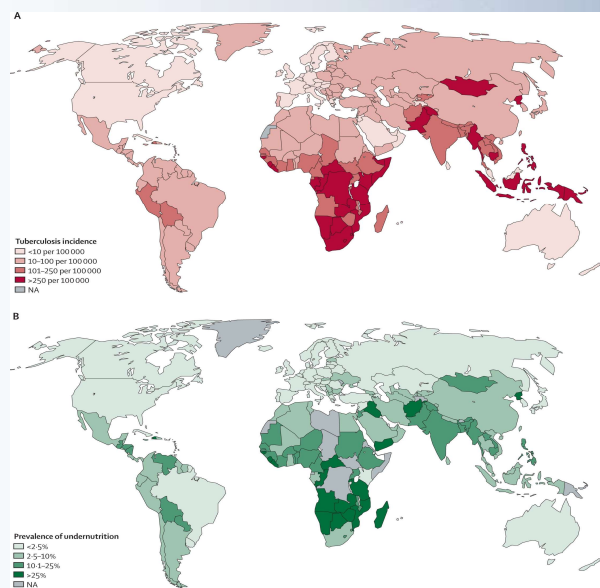 A
Tuberculosis incidence
<10 per 100 000
10–100 per 100 000
101–250 per 100 000
>250 per 100 000
NA
B
Prevalence of undernutrition
<2·5%
2·5–10%
10·1–25%
>25%
NA